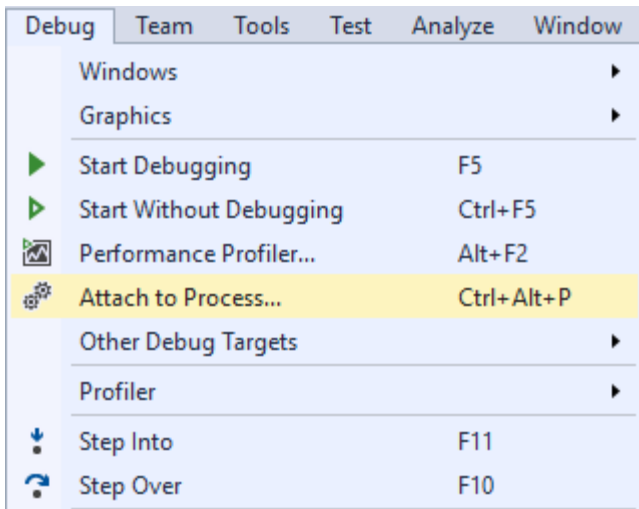 Debug Team Tools Test Analyze Window
Windows
Graphics
Start Debugging F5
Start Without Debugging Ctrl+F5
Performance Profiler... Alt+F2
Attach to Process... Ctrl+Alt+P
Other Debug Targets
Profiler
Step Into F11
Step Over F10